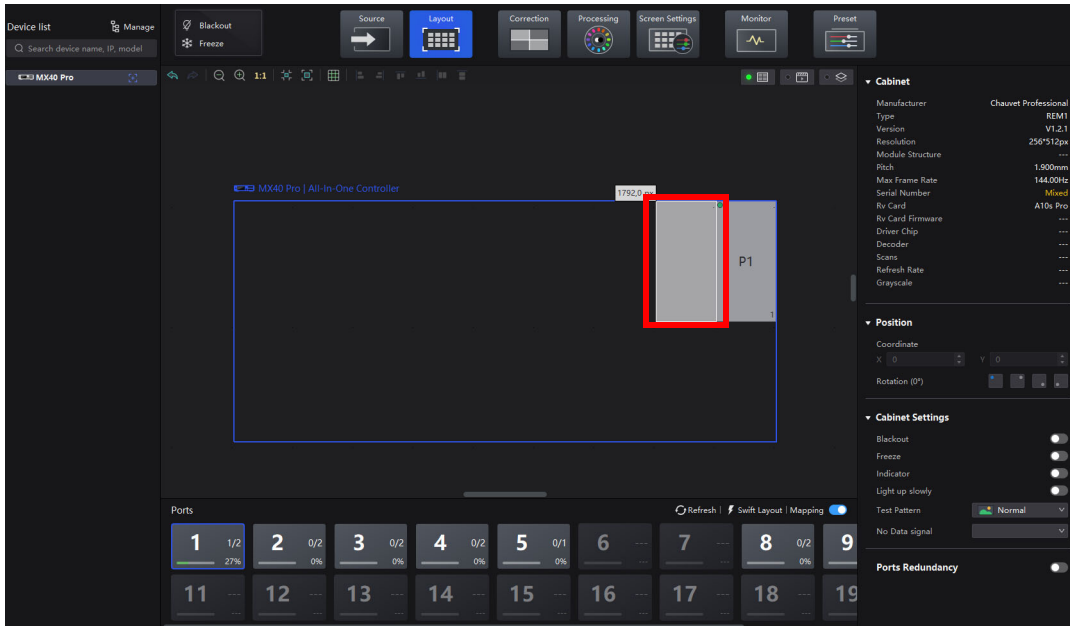 Device list Manage
Search device name, IP, model
MX40 Pro
Blackout
Freeze
Source
Layout
Correction
Processing
Screen Settings
Monitor
Preset
1:1
MX40 Pro | All-In-One Controller
1792,0 px
P1
1
Cabinet
Manufacturer Chauvet Professional
Type REM1
Version V1.2.1
Resolution 256*512px
Module Structure ---
Pitch 1.900mm
Max Frame Rate 144.00Hz
Serial Number Mixed
Rv Card A10s Pro
Rv Card Firmware ---
Driver Chip ---
Decoder ---
Scans ---
Refresh Rate ---
Grayscale ---
Position
Coordinate
X 0 Y 0
Rotation (0°)
Cabinet Settings
Blackout
Freeze
Indicator
Light up slowly
Test Pattern Normal
No Data signal
Ports Redundancy
Ports Refresh | Swift Layout | Mapping
1 1/2 27%
2 0/2 0%
3 0/2 0%
4 0/2 0%
5 0/1 0%
6 ---
7 ---
8 0/2 0%
9
11 --- ---
12 --- ---
13 --- ---
14 --- ---
15 --- ---
16 --- ---
17 --- ---
18 --- ---
19